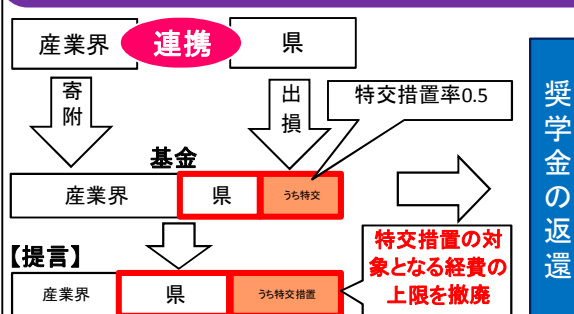 産業界
連携
県
寄附
出損
特交措置率0.5
基金
産業界
県
うち特交
奨学金の返還
【提言】
特交措置の対
象となる経費の
上限を撤廃
産業界
県
うち特交措置